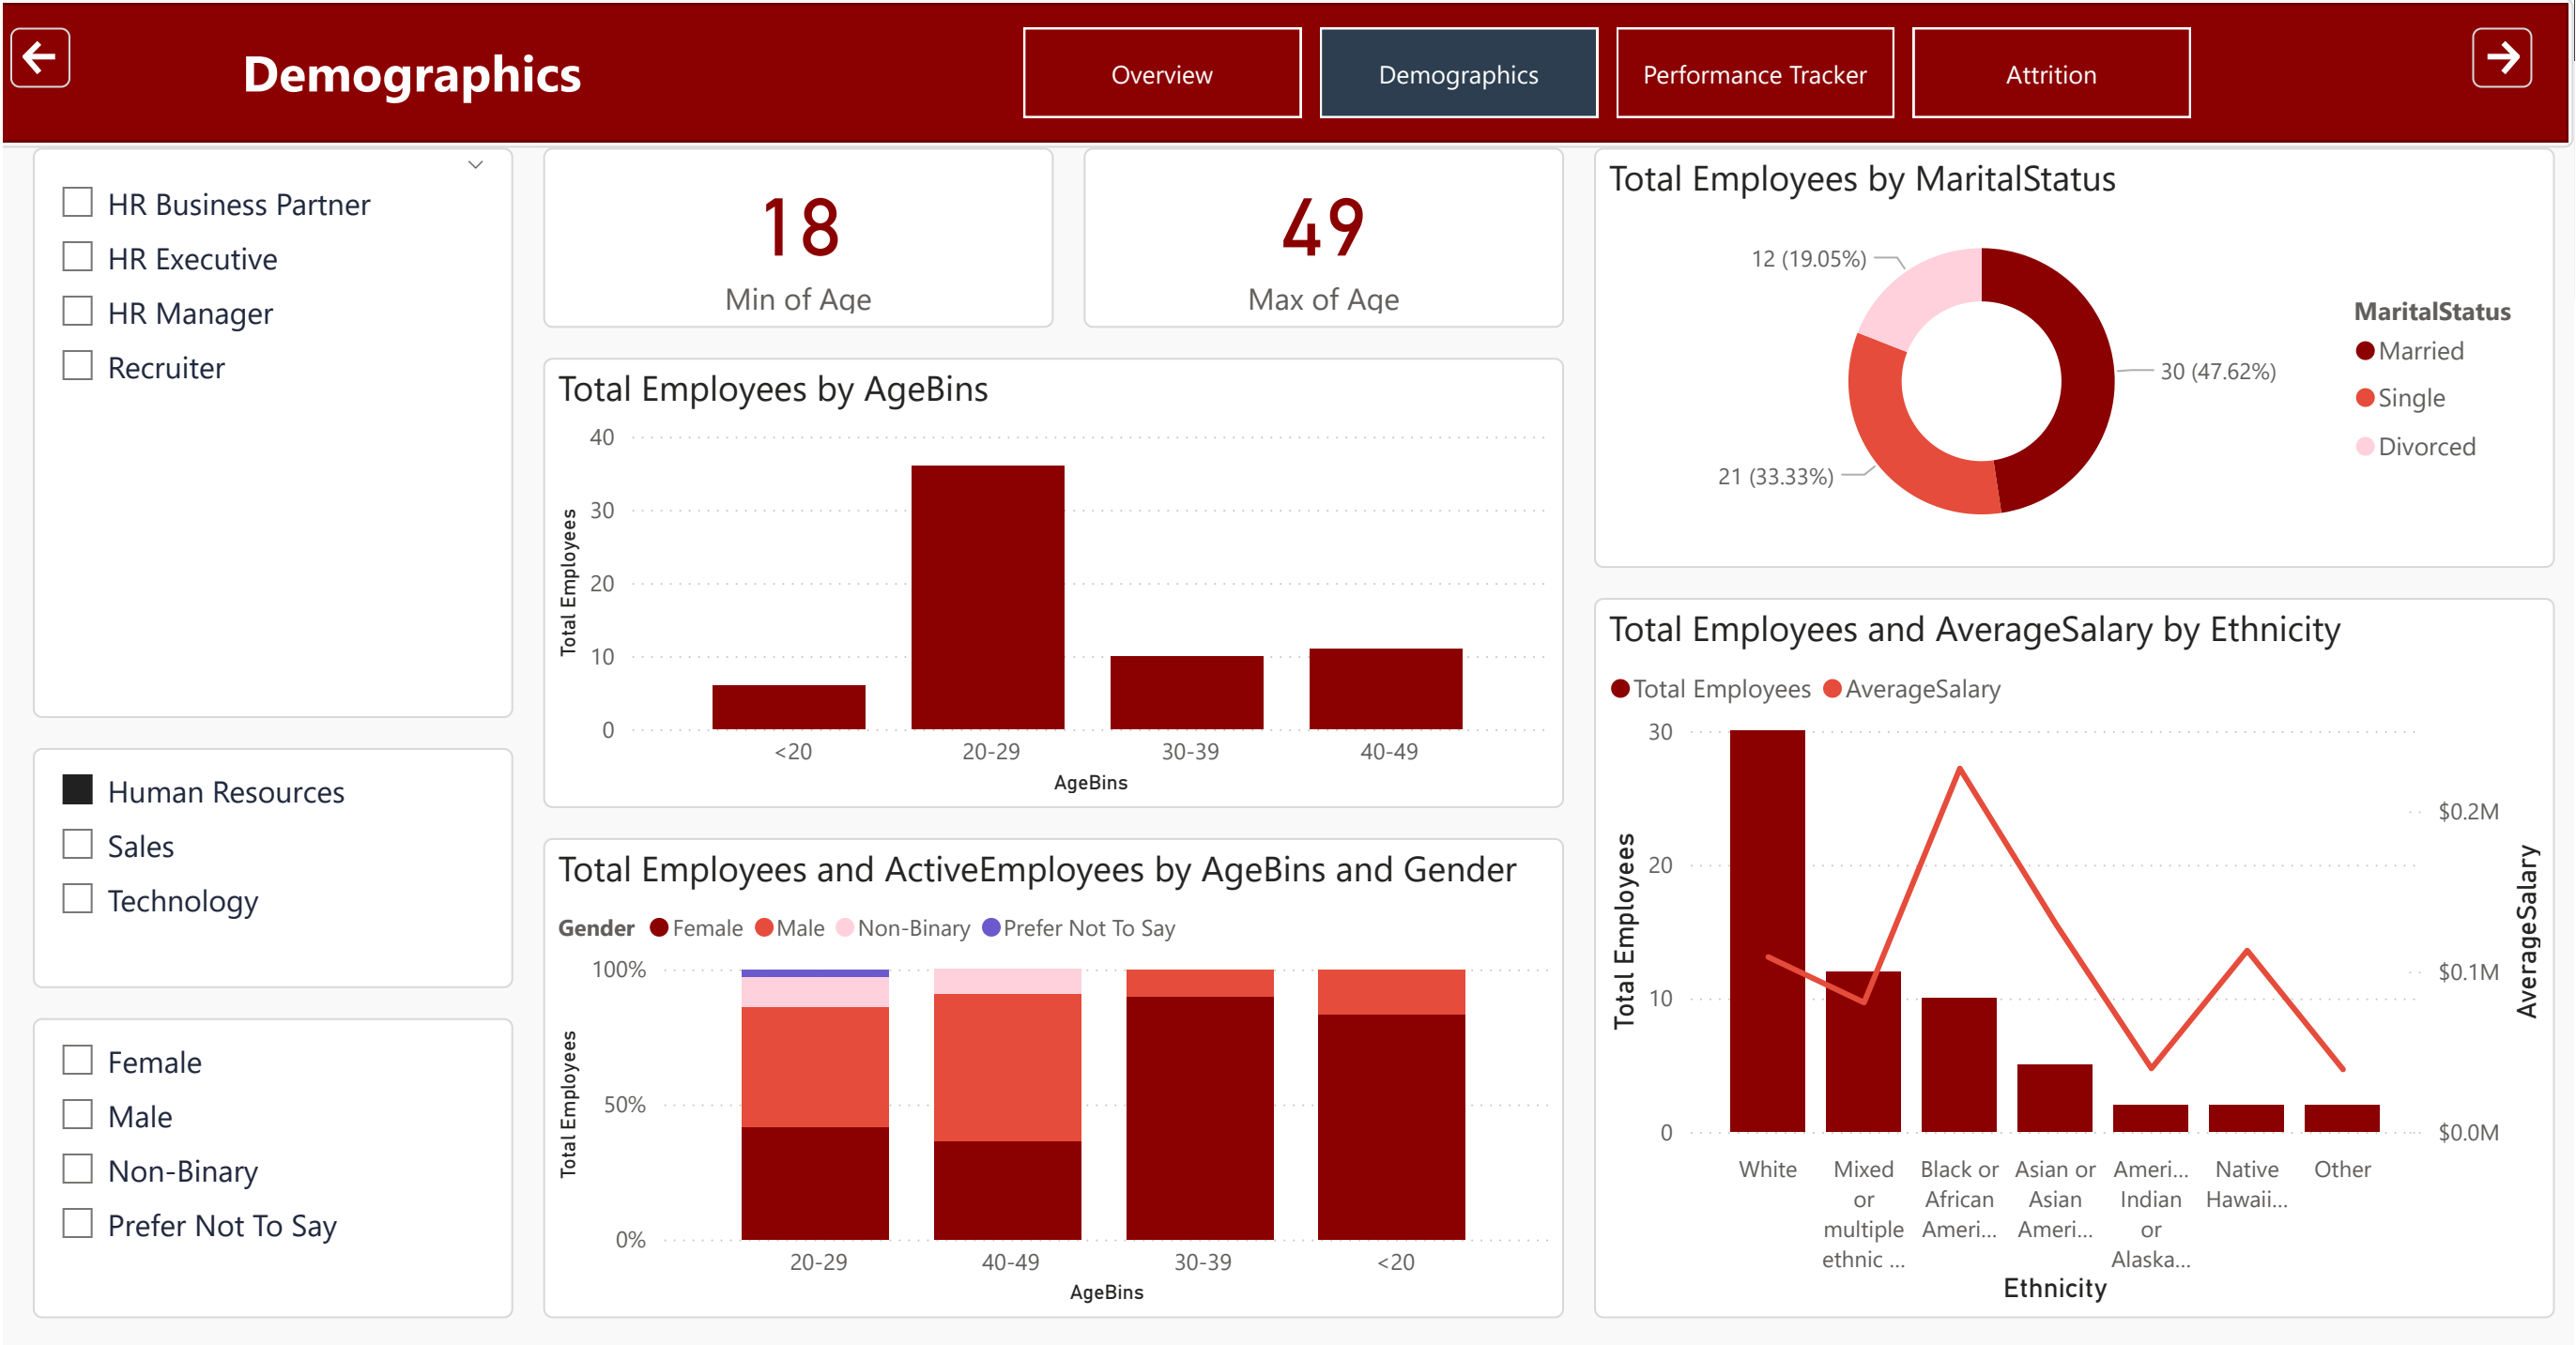 Demographics
Overview
Demographics
Performance Tracker
Attrition
HR Business Partner
HR Executive
HR Manager
Recruiter
Human Resources
Sales
Technology
Female
Male
Non-Binary
Prefer Not To Say
18
Min of Age
49
Max of Age
Total Employees by AgeBins
Total Employees
40
30
20
10
0
<20
20-29
30-39
40-49
AgeBins
Total Employees and ActiveEmployees by AgeBins and Gender
Gender Female Male Non-Binary Prefer Not To Say
Total Employees
100%
50%
0%
20-29
40-49
30-39
<20
AgeBins
Total Employees by MaritalStatus
12 (19.05%)
30 (47.62%)
21 (33.33%)
MaritalStatus
Married
Single
Divorced
Total Employees and AverageSalary by Ethnicity
Total Employees AverageSalary
Total Employees
30
20
10
0
$0.2M
$0.1M
$0.0M
AverageSalary
White
Mixed
or
multiple
ethnic ...
Black or
African
Ameri...
Asian or
Asian
Ameri...
Ameri...
Indian
or
Alaska...
Native
Hawaii...
Other
Ethnicity